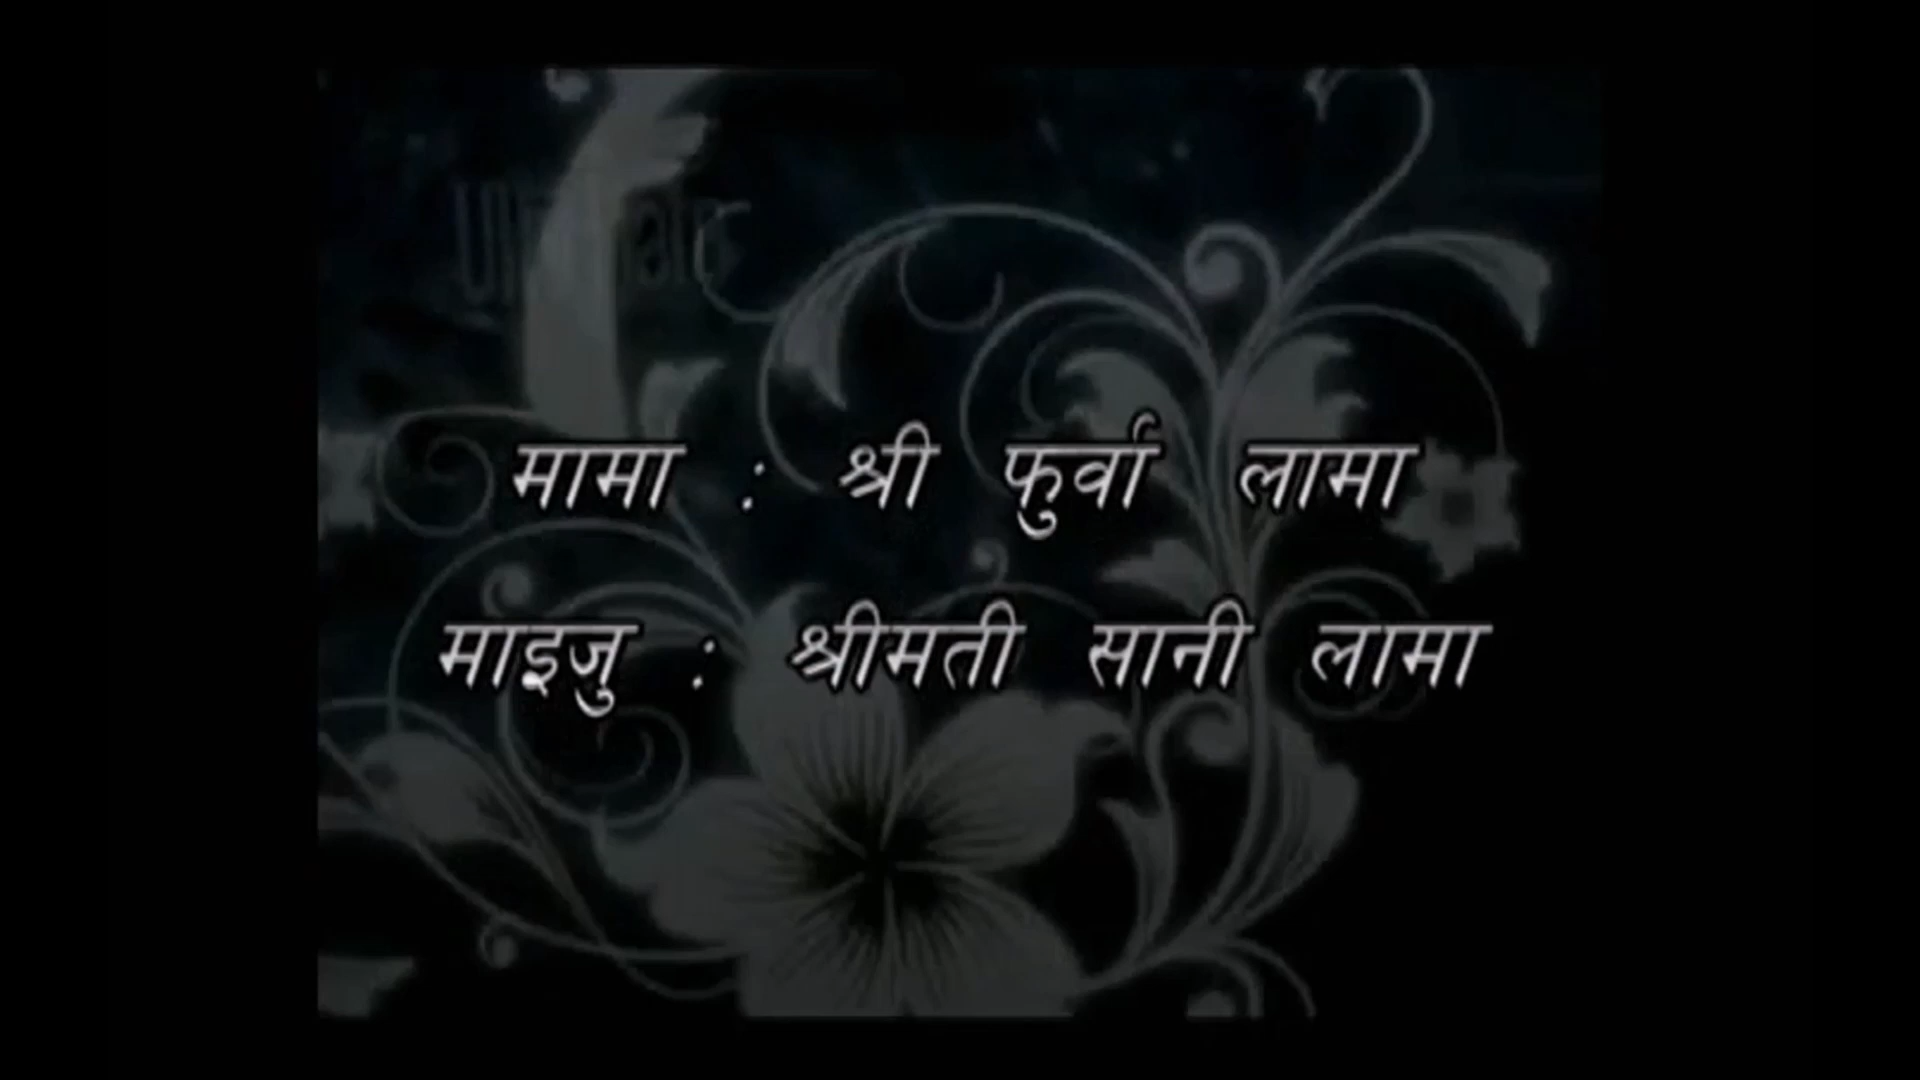 मामा : श्री फुर्वा लामा
माइजु : श्रीमती सानी लामा